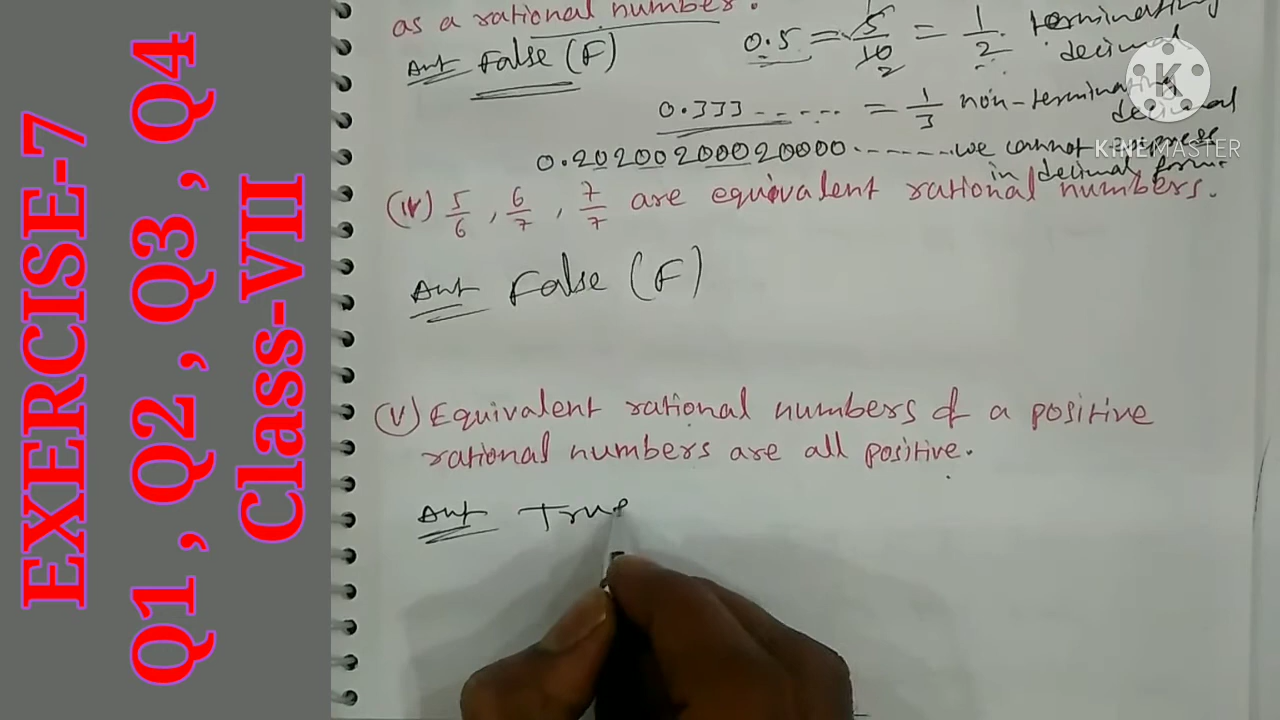 EXERCISE-7
Q1 , Q2 , Q3 , Q4
Class-VII
as a rational number.
Ans False (F)
0.5 = 5/10 = 1/2 terminating
decimal
0.333......... = 1/3 non-terminating
decimal
0.20200200020000..........we cannot express
in decimal form
K
KINEMASTER
(iv) 5/6 , 6/7 , 7/7 are equivalent rational numbers.
Ans False (F)
(v) Equivalent rational numbers of a positive
rational numbers are all positive.
Ans True